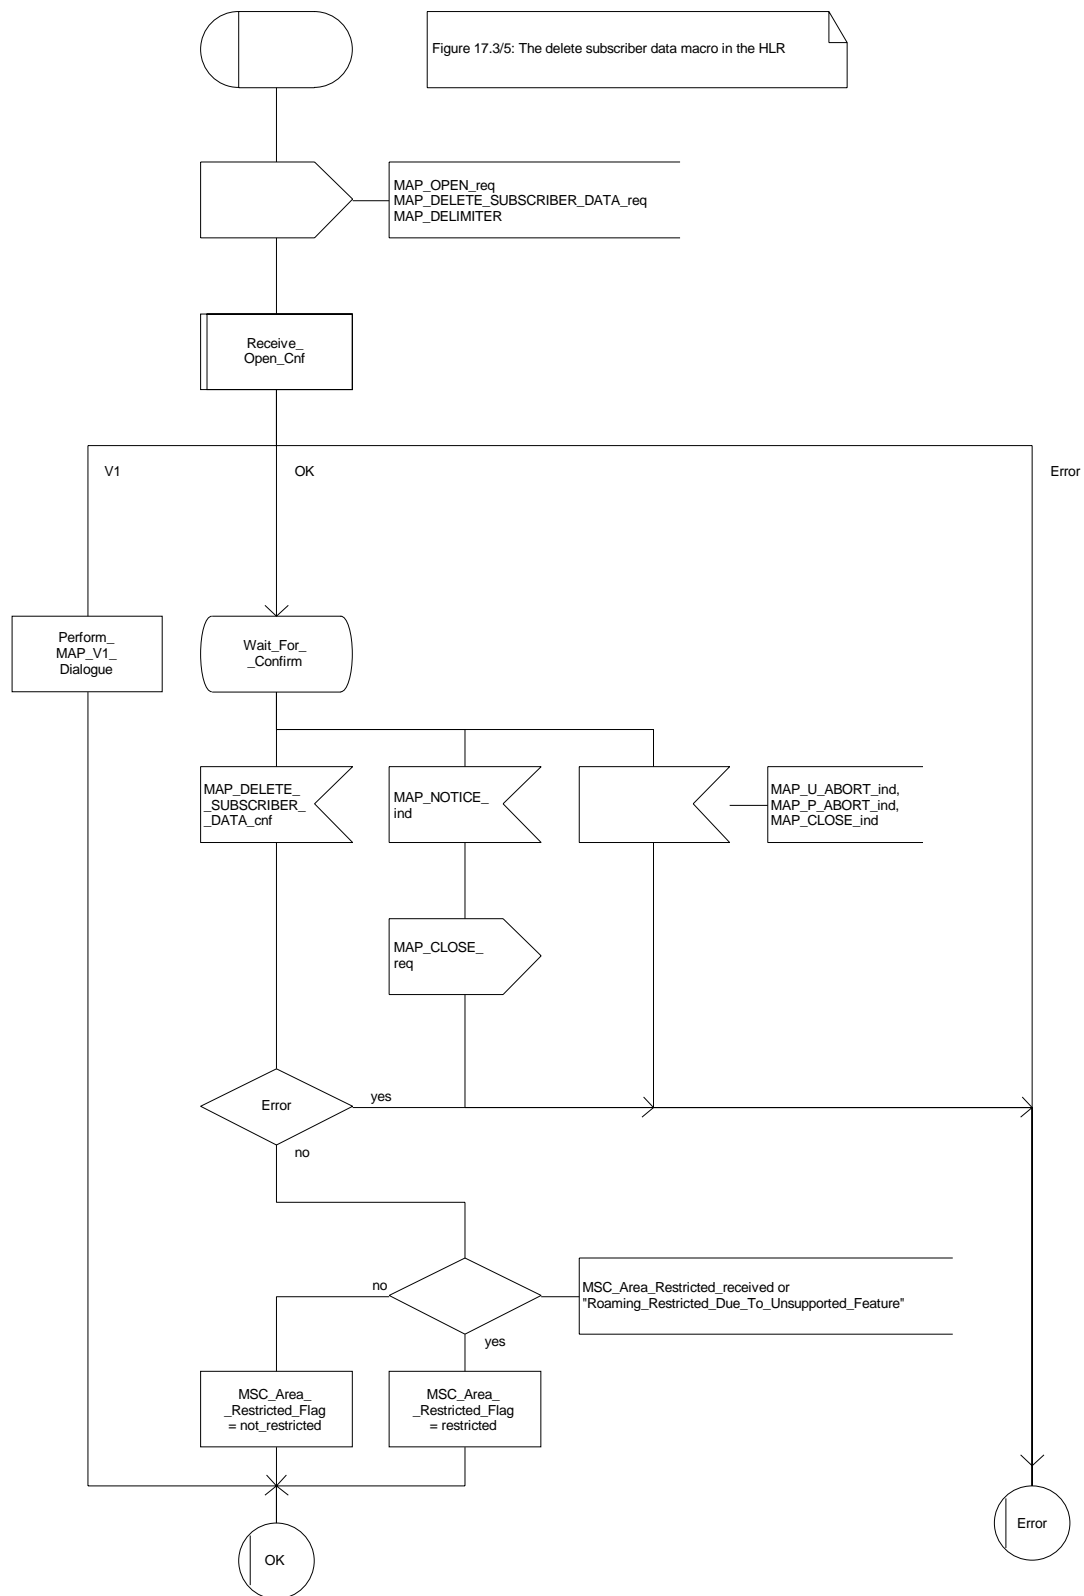 Figure 17.3/5: The delete subscriber data macro in the HLR
MAP_OPEN_req
MAP_DELETE_SUBSCRIBER_DATA_req
MAP_DELIMITER
Receive_
Open_Cnf
V1
OK
Error
Perform_
MAP_V1_
Dialogue
Wait_For_
_Confirm
MAP_DELETE_
_SUBSCRIBER_
_DATA_cnf
MAP_NOTICE_
ind
MAP_U_ABORT_ind,
MAP_P_ABORT_ind,
MAP_CLOSE_ind
MAP_CLOSE_
req
Error
yes
no
no
yes
MSC_Area_Restricted_received or
"Roaming_Restricted_Due_To_Unsupported_Feature"
MSC_Area_
_Restricted_Flag
= not_restricted
MSC_Area_
_Restricted_Flag
= restricted
OK
Error